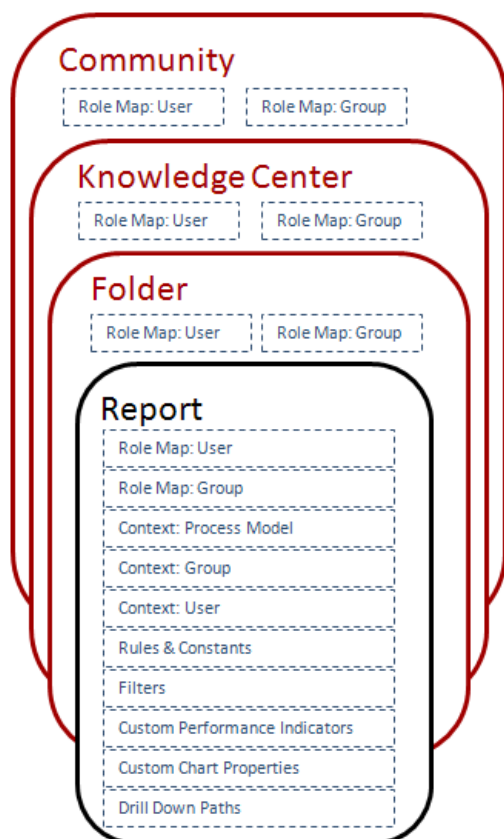 Community
Role Map: User Role Map: Group
Knowledge Center
Role Map: User Role Map: Group
Folder
Role Map: User Role Map: Group
Report
Role Map: User
Role Map: Group
Context: Process Model
Context: Group
Context: User
Rules & Constants
Filters
Custom Performance Indicators
Custom Chart Properties
Drill Down Paths